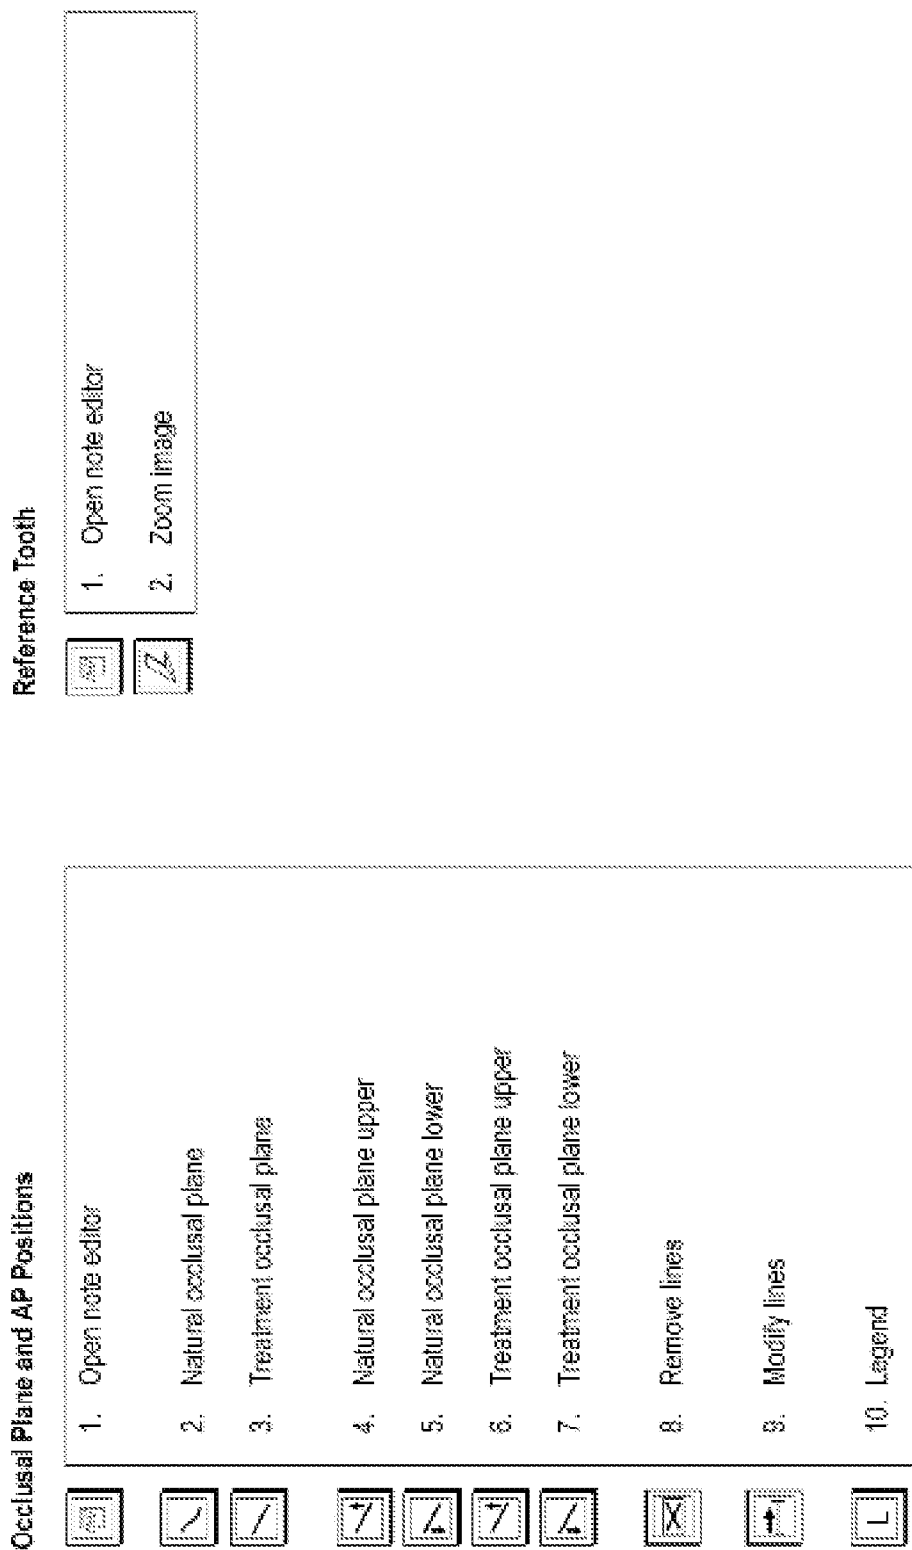 Occlusal Plane and AP Positions
1. Open note editor
2. Natural occlusal plane
3. Treatment occlusal plane
4. Natural occlusal plane upper
5. Natural occlusal plane lower
6. Treatment occlusal plane upper
7. Treatment occlusal plane lower
8. Remove lines
9. Modify lines
L
10. Legend
Reference Tooth
1. Open note editor
2. Zoom image